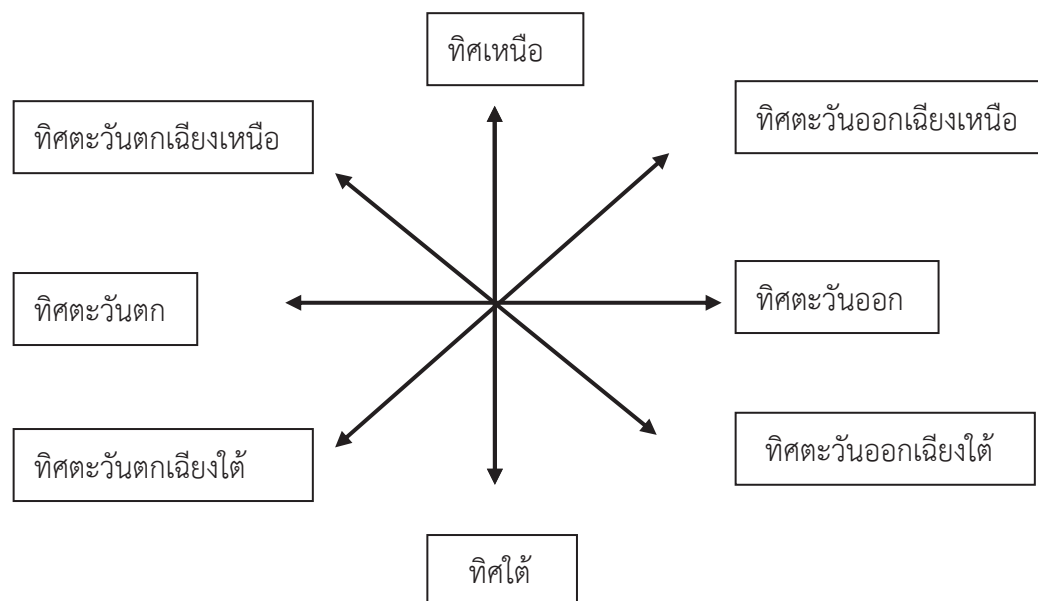 ทิศเหนือ
ทิศตะวันตกเฉียงเหนือ
ทิศตะวันออกเฉียงเหนือ
ทิศตะวันตก
ทิศตะวันออก
ทิศตะวันตกเฉียงใต้
ทิศตะวันออกเฉียงใต้
ทิศใต้